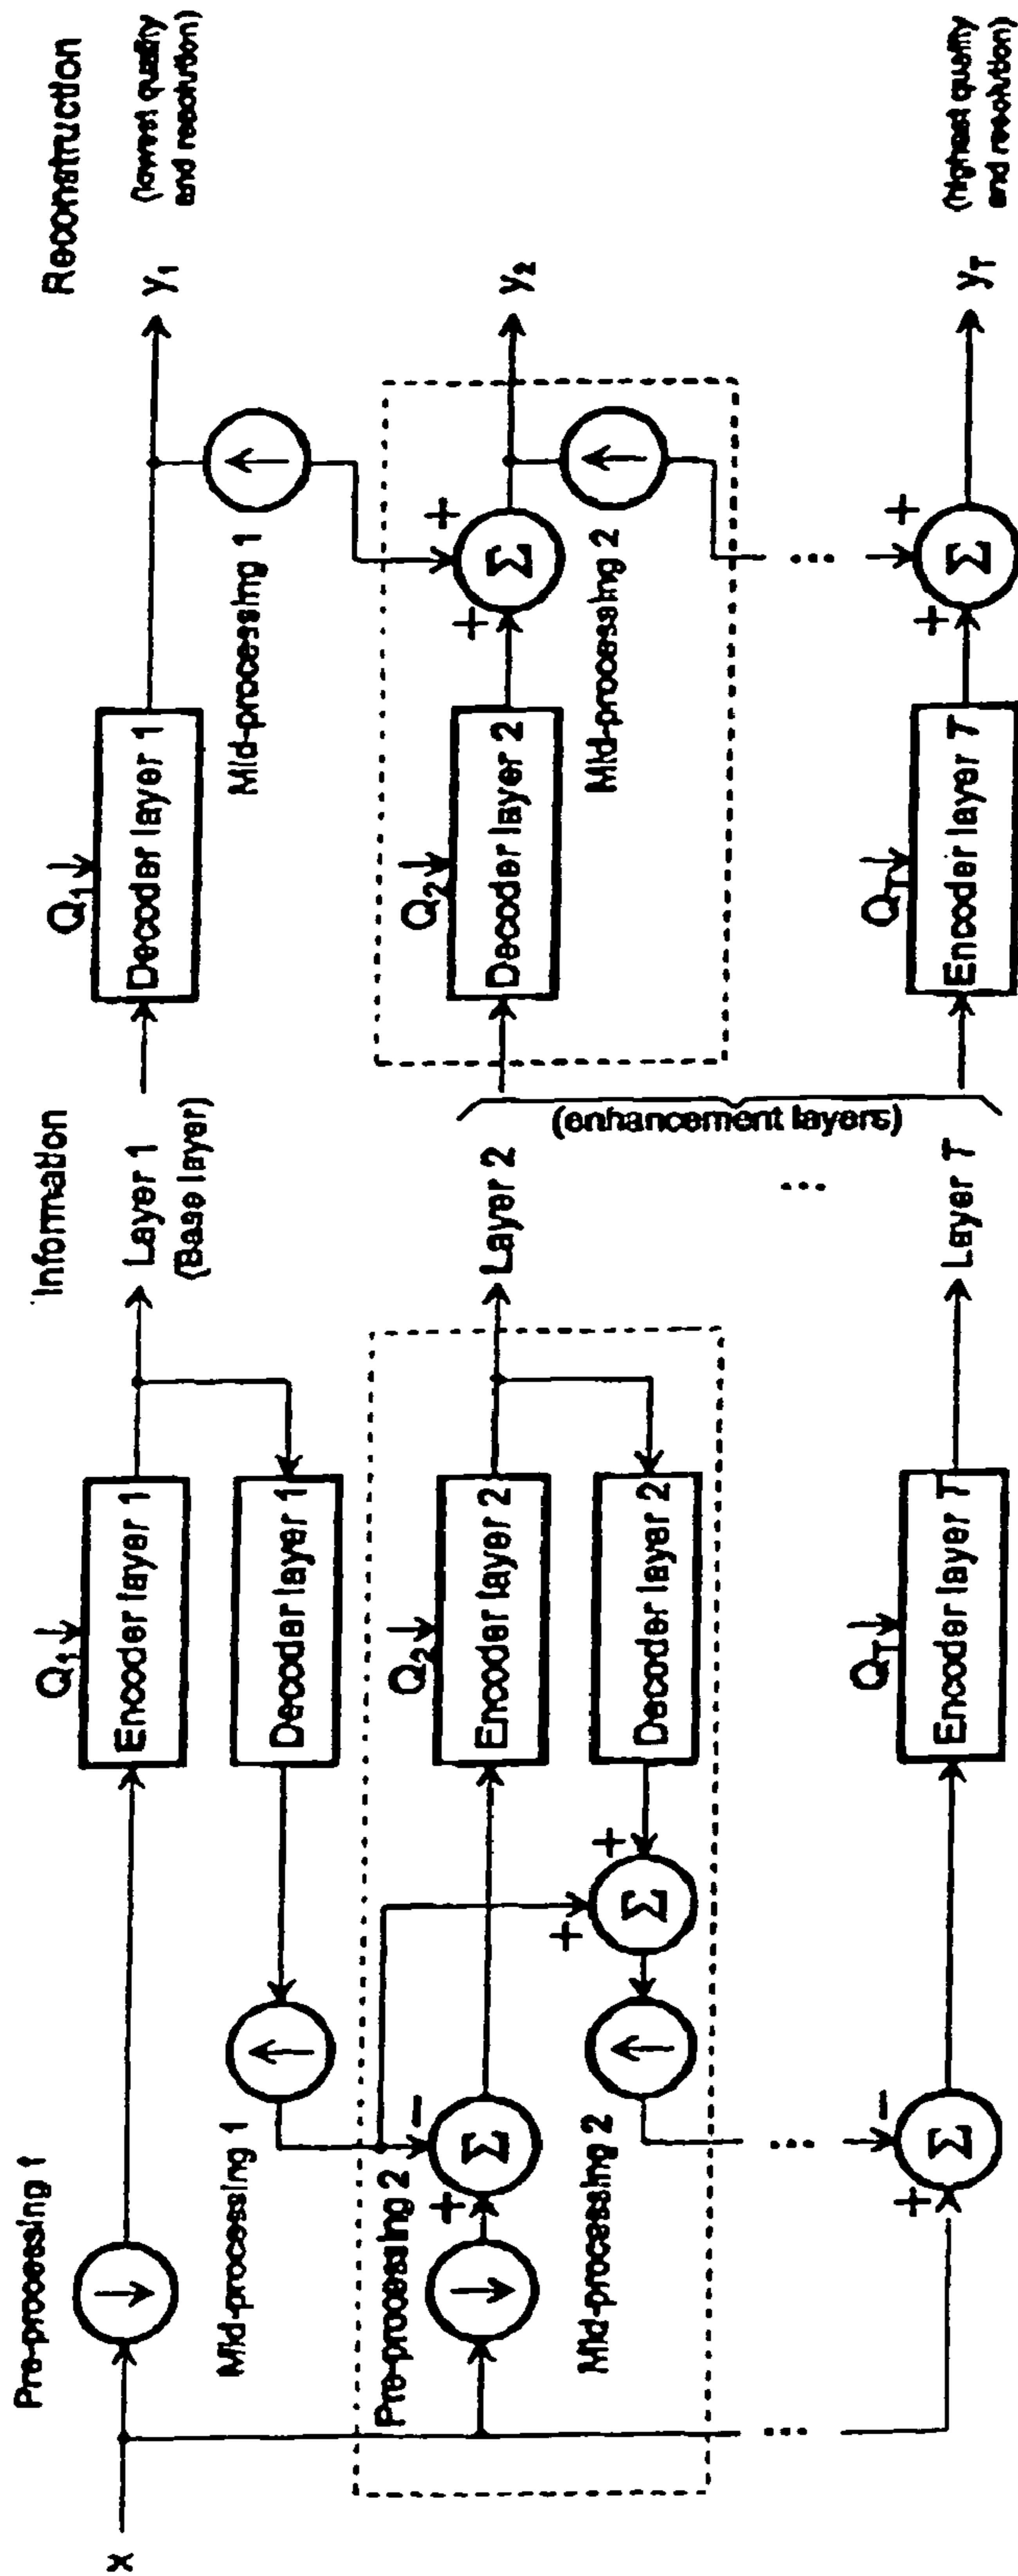 Information
Reconstruction
Pre-processing 1
Q₁
Encoder layer 1
Layer 1
(Base layer)
Q₁
Decoder layer 1
y₁
(lowest quality
and resolution)
x
Mid-processing 1
Decoder layer 1
Mid-processing 1
Pre-processing 2
+
−
Σ
Q₂
Encoder layer 2
Layer 2
Q₂
Decoder layer 2
+
+
Σ
y₂
Mid-processing 2
+
+
Σ
Decoder layer 2
(enhancement layers)
Mid-processing 2
...
...
...
...
+
−
Σ
Q_T
Encoder layer T
Layer T
Q_T
Encoder layer T
+
+
Σ
y_T
(highest quality
and resolution)